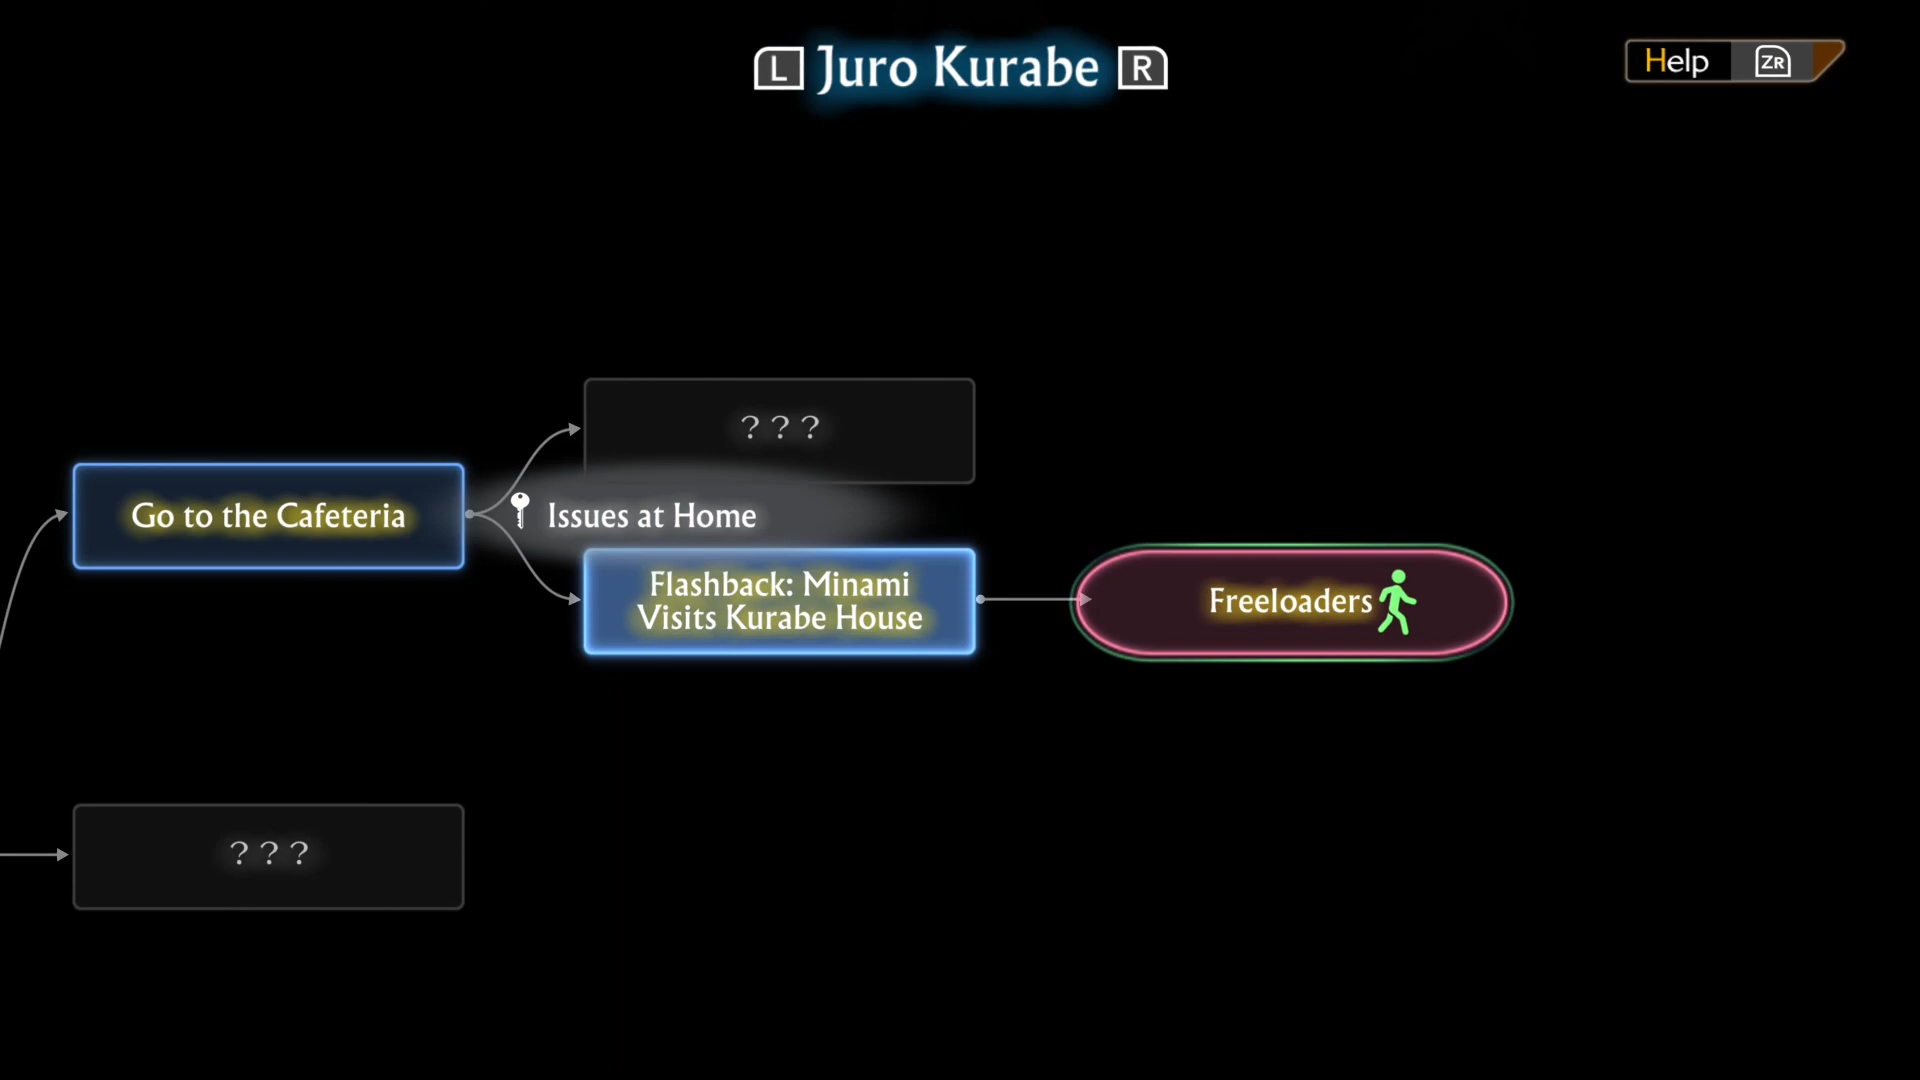 L Juro Kurabe R
Help ZR
? ? ?
Go to the Cafeteria
Issues at Home
Flashback: Minami
Visits Kurabe House
Freeloaders
? ? ?